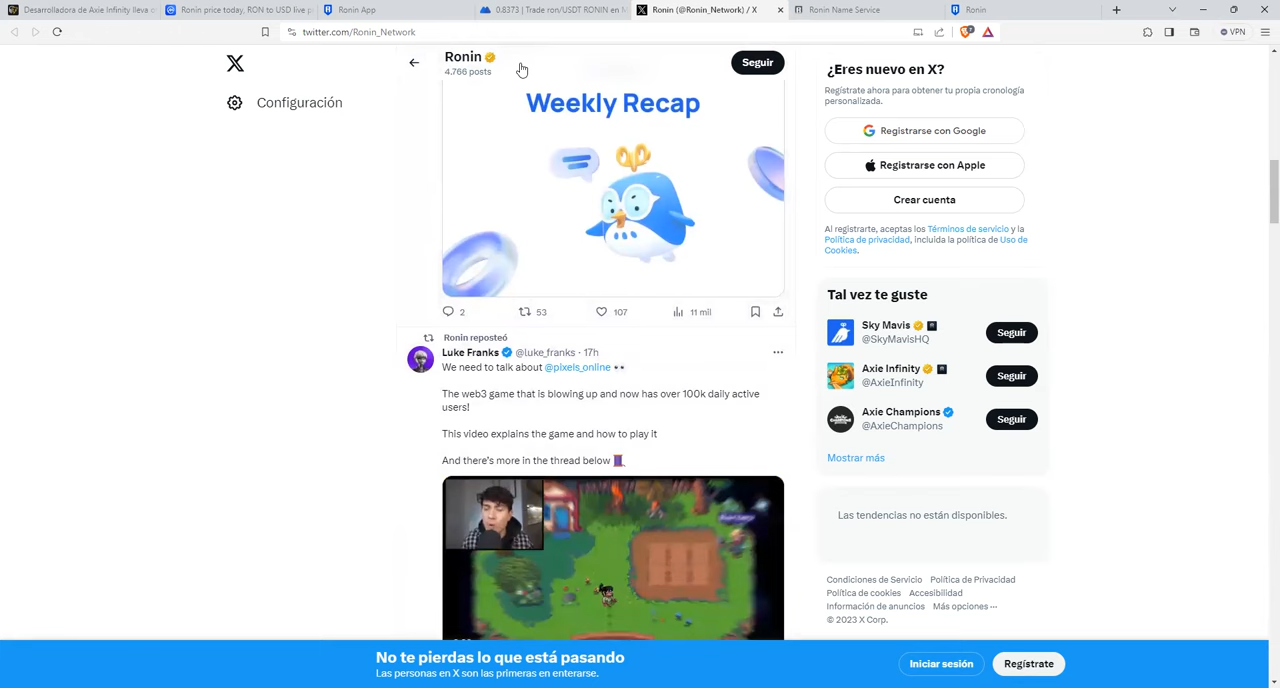 Desarrolladora de Axie Infinity lleva c
Ronin price today, RON to USD live p
Ronin App
0.8373 | Trade ron/USDT RONIN en M
Ronin (@Ronin_Network) / X
Ronin Name Service
Ronin
twitter.com/Ronin_Network
VPN
Configuración
Ronin
4.766 posts
Seguir
Weekly Recap
2
53
107
11 mil
Ronin reposteó
Luke Franks @luke_franks · 17h
We need to talk about @pixels_online 👀
The web3 game that is blowing up and now has over 100k daily active
users!
This video explains the game and how to play it
And there's more in the thread below 🧵
¿Eres nuevo en X?
Regístrate ahora para obtener tu propia cronología
personalizada.
Registrarse con Google
Registrarse con Apple
Crear cuenta
Al registrarte, aceptas los Términos de servicio y la
Política de privacidad, incluida la política de Uso de
Cookies.
Tal vez te guste
Sky Mavis
@SkyMavisHQ
Seguir
Axie Infinity
@AxieInfinity
Seguir
Axie Champions
@AxieChampions
Seguir
Mostrar más
Las tendencias no están disponibles.
Condiciones de Servicio Política de Privacidad
Política de cookies Accesibilidad
Información de anuncios Más opciones ···
© 2023 X Corp.
No te pierdas lo que está pasando
Las personas en X son las primeras en enterarse.
Iniciar sesión
Regístrate